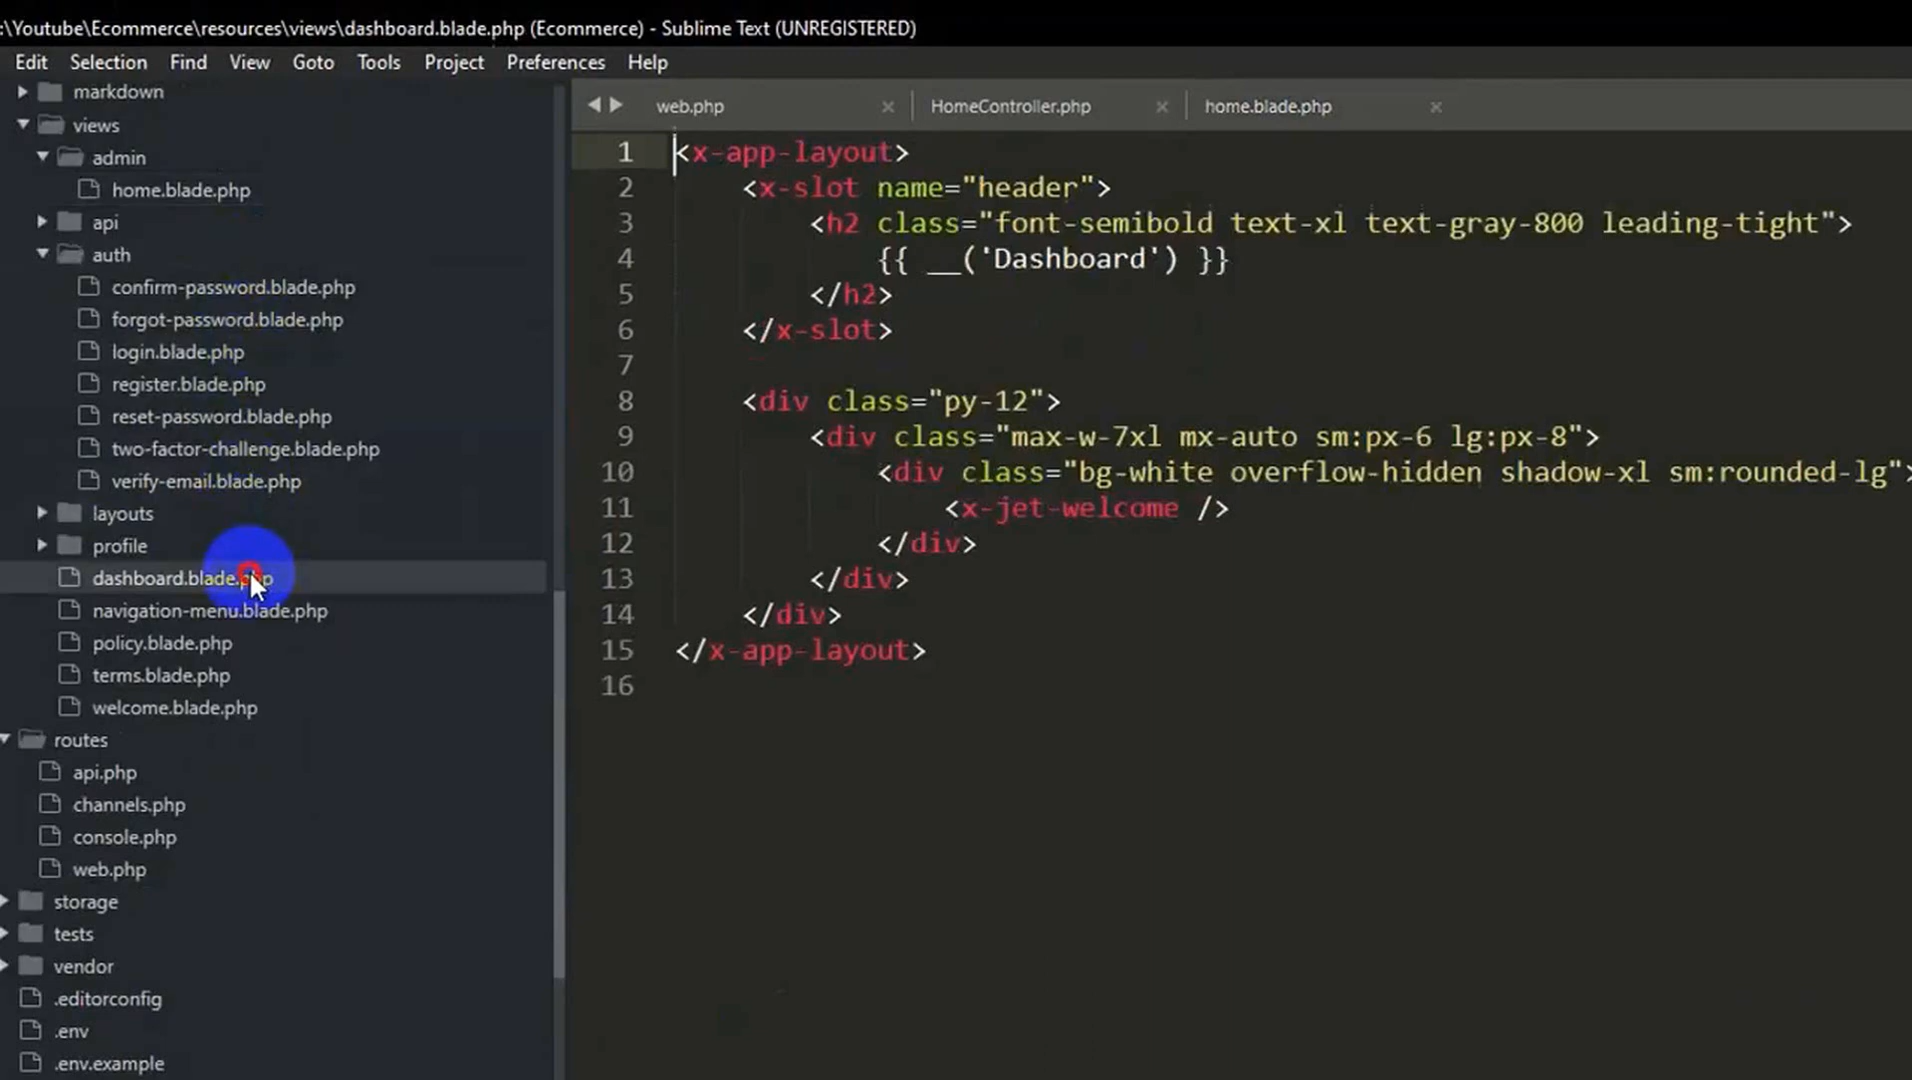 :\Youtube\Ecommerce\resources\views\dashboard.blade.php (Ecommerce) - Sublime Text (UNREGISTERED)
Edit Selection Find View Goto Tools Project Preferences Help
markdown
views
admin
home.blade.php
api
auth
confirm-password.blade.php
forgot-password.blade.php
login.blade.php
register.blade.php
reset-password.blade.php
two-factor-challenge.blade.php
verify-email.blade.php
layouts
profile
dashboard.blade.php
navigation-menu.blade.php
policy.blade.php
terms.blade.php
welcome.blade.php
routes
api.php
channels.php
console.php
web.php
storage
tests
vendor
.editorconfig
.env
.env.example
web.php × HomeController.php × home.blade.php ×
1 <x-app-layout>
2 <x-slot name="header">
3 <h2 class="font-semibold text-xl text-gray-800 leading-tight">
4 {{ __('Dashboard') }}
5 </h2>
6 </x-slot>
7
8 <div class="py-12">
9 <div class="max-w-7xl mx-auto sm:px-6 lg:px-8">
10 <div class="bg-white overflow-hidden shadow-xl sm:rounded-lg">
11 <x-jet-welcome />
12 </div>
13 </div>
14 </div>
15 </x-app-layout>
16